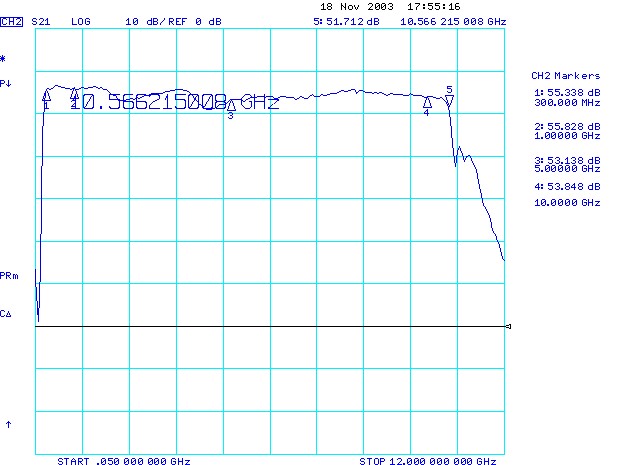 18 Nov 2003 17:55:16
CH2 S21 LOG 10 dB/REF 0 dB 5:51.712 dB 10.566 215 008 GHz
*
P↓
CH2 Markers
5
1:55.338 dB
300.000 MHz
1 2 10.566215008 GHz
3
4
2:55.828 dB
1.00000 GHz
3:53.138 dB
5.00000 GHz
4:53.848 dB
10.0000 GHz
PRm
C∆
↑
START .050 000 000 GHz STOP 12.000 000 000 GHz